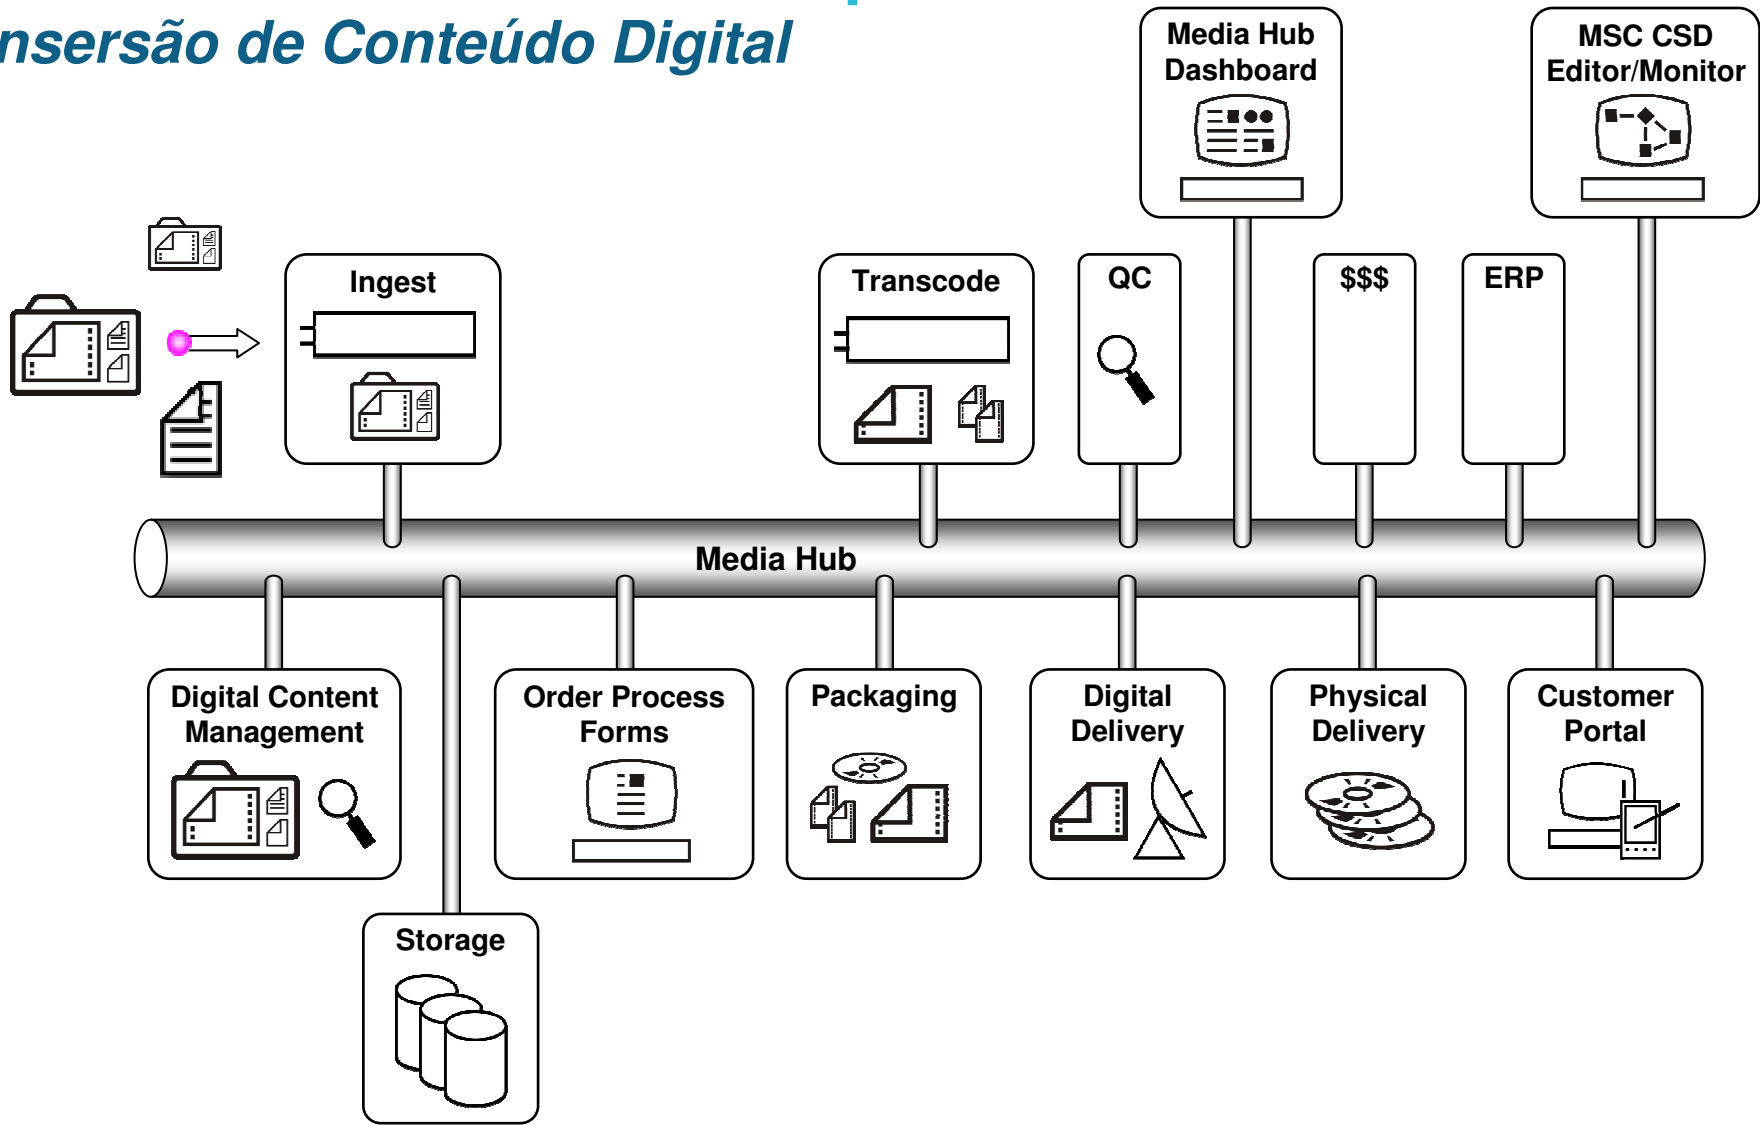 nsersão de Conteúdo Digital
Media Hub
Dashboard
MSC CSD
Editor/Monitor
Ingest
Transcode
QC
$$$
ERP
Media Hub
Digital Content
Management
Order Process
Forms
Packaging
Digital
Delivery
Physical
Delivery
Customer
Portal
Storage